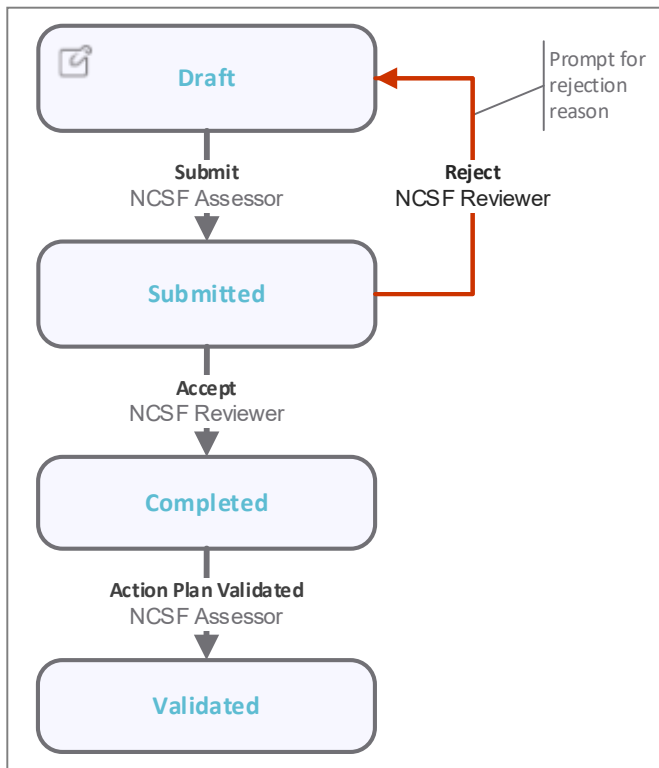 Draft
Prompt for
rejection
reason
Submit
NCSF Assessor
Reject
NCSF Reviewer
Submitted
Accept
NCSF Reviewer
Completed
Action Plan Validated
NCSF Assessor
Validated